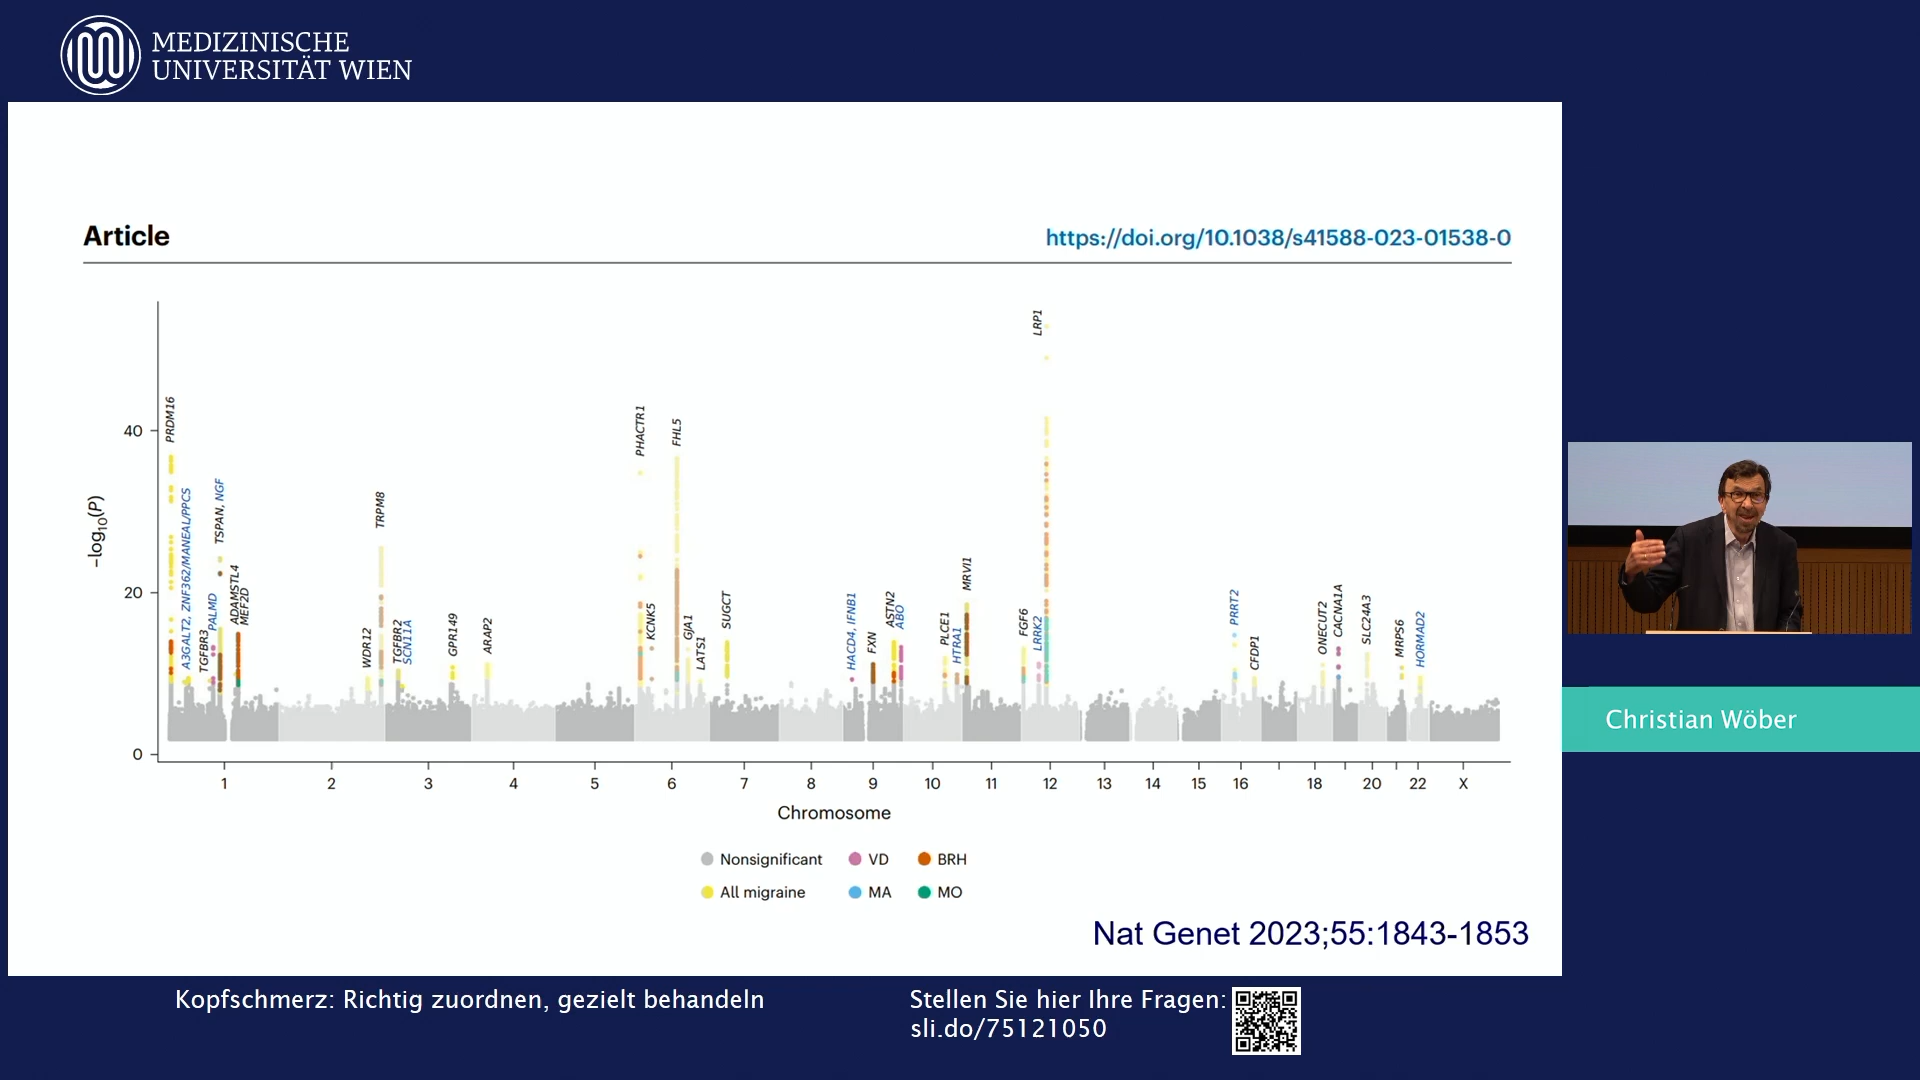 MEDIZINISCHE
UNIVERSITÄT WIEN
Article
https://doi.org/10.1038/s41588-023-01538-0
−log10(P)
40
20
0
PRDM16
A3GALT2, ZNF362/MANEAL/PPCS
TGFBR3
PALMD
TSPAN, NGF
ADAMSTL4
MEF2D
WDR12
TRPM8
TGFBR2
SCN11A
GPR149
ARAP2
PHACTR1
KCNK5
FHL5
GJA1
LATS1
SUGCT
HACD4, IFNB1
FXN
ASTN2
ABO
PLCE1
HTRA1
MRVI1
FGF6
LRRK2
LRP1
PRRT2
CFDP1
ONECUT2
CACNA1A
SLC24A3
MRPS6
HORMAD2
1 2 3 4 5 6 7 8 9 10 11 12 13 14 15 16 18 20 22 X
Chromosome
Nonsignificant VD BRH
All migraine MA MO
Nat Genet 2023;55:1843-1853
Christian Wöber
Kopfschmerz: Richtig zuordnen, gezielt behandeln
Stellen Sie hier Ihre Fragen:
sli.do/75121050